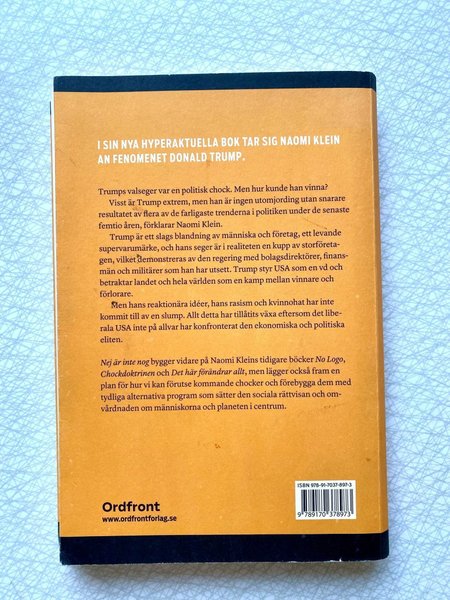 I SIN NYA HYPERAKTUELLA BOK TAR SIG NAOMI KLEIN
AN FENOMENET DONALD TRUMP.
Trumps valseger var en politisk chock. Men hur kunde han vinna?
Visst är Trump extrem, men han är ingen utomjording utan snarare
resultatet av flera av de farligaste trenderna i politiken under de senaste
femtio åren, förklarar Naomi Klein.
Trump är ett slags blandning av människa och företag, ett levande
supervarumärke, och hans seger är i realiteten en kupp av storföreta-
gen, vilket demonstreras av den regering med bolagsdirektörer, finans-
män och militärer som han har utsett. Trump styr USA som en vd och
betraktar landet och hela världen som en kamp mellan vinnare och
förlorare.
Men hans reaktionära idéer, hans rasism och kvinnohat har inte
kommit till av en slump. Allt detta har tillåtits växa eftersom det libe-
rala USA inte på allvar har konfronterat den ekonomiska och politiska
eliten.
Nej är inte nog bygger vidare på Naomi Kleins tidigare böcker No Logo,
Chockdoktrinen och Det här förändrar allt, men lägger också fram en
plan för hur vi kan förutse kommande chocker och förebygga dem med
tydliga alternativa program som sätter den sociala rättvisan och om-
vårdnaden om människorna och planeten i centrum.
ISBN 978-91-7037-897-3
9 789170 378973
Ordfront
www.ordfrontforlag.se